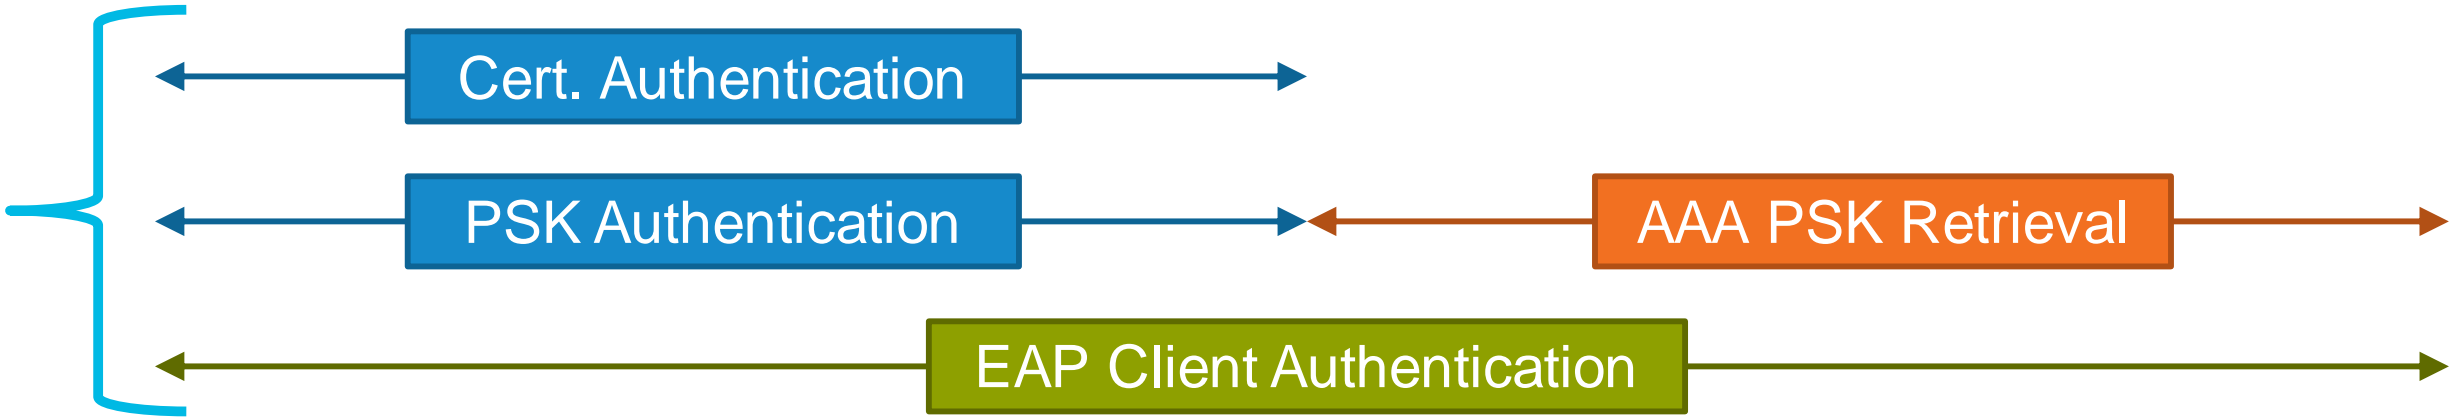 Cert. Authentication
PSK Authentication
AAA PSK Retrieval
EAP Client Authentication